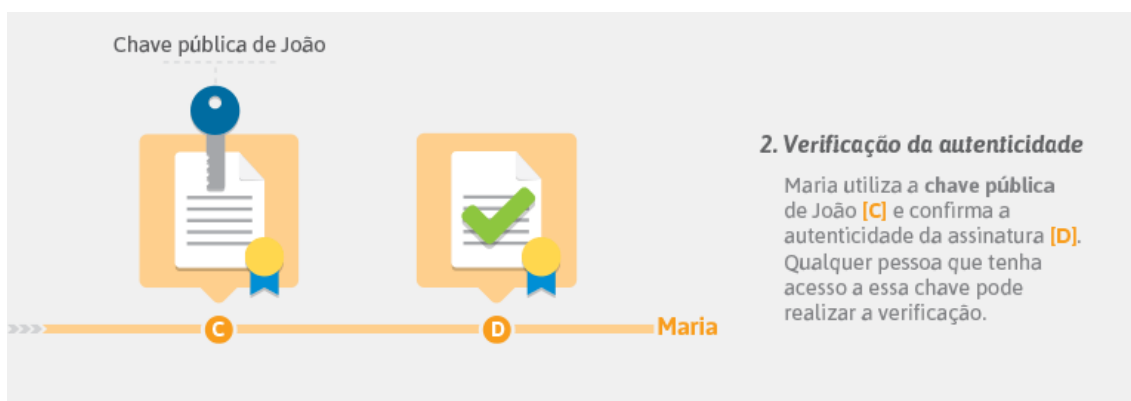 Chave pública de João
2. Verificação da autenticidade
Maria utiliza a chave pública
de João [C] e confirma a
autenticidade da assinatura [D].
Qualquer pessoa que tenha
acesso a essa chave pode
realizar a verificação.
C
D
Maria